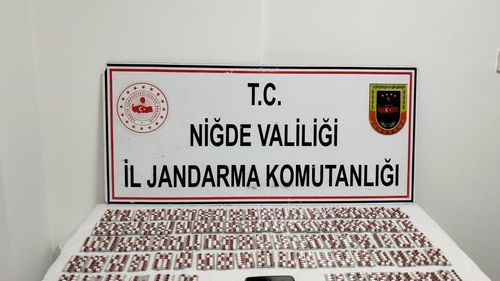 T.C.
NİĞDE VALİLİĞİ
İL JANDARMA KOMUTANLIĞI